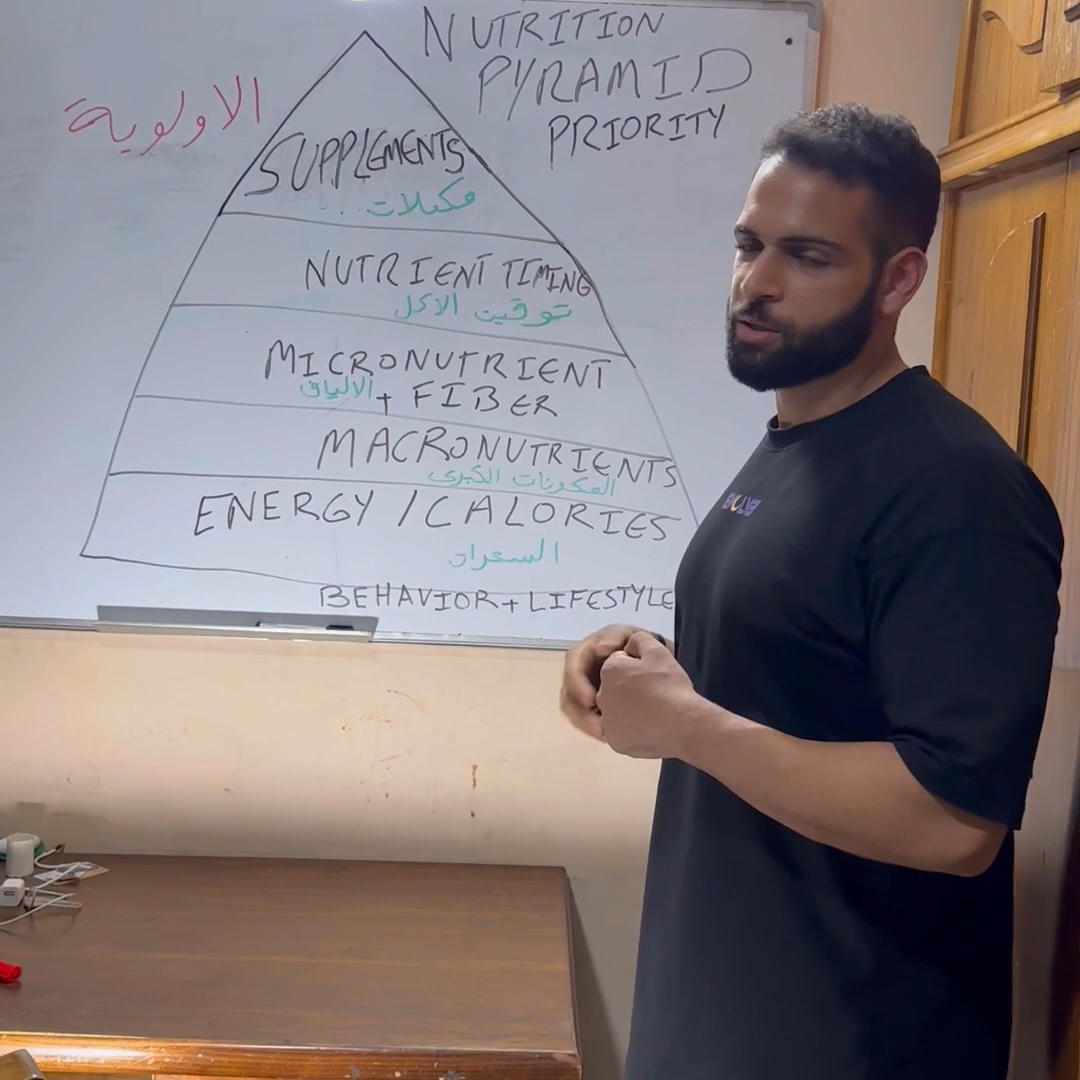 NUTRITION
PYRAMID
PRIORITY
الاولوية
SUPPLEMENTS
مكملات
NUTRIENT TIMING
توقيت الاكل
MICRONUTRIENT
الالياف + FIBER
MACRONUTRIENTS
المكونات الكبرى
ENERGY / CALORIES
السعرات
BEHAVIOR + LIFESTYLE